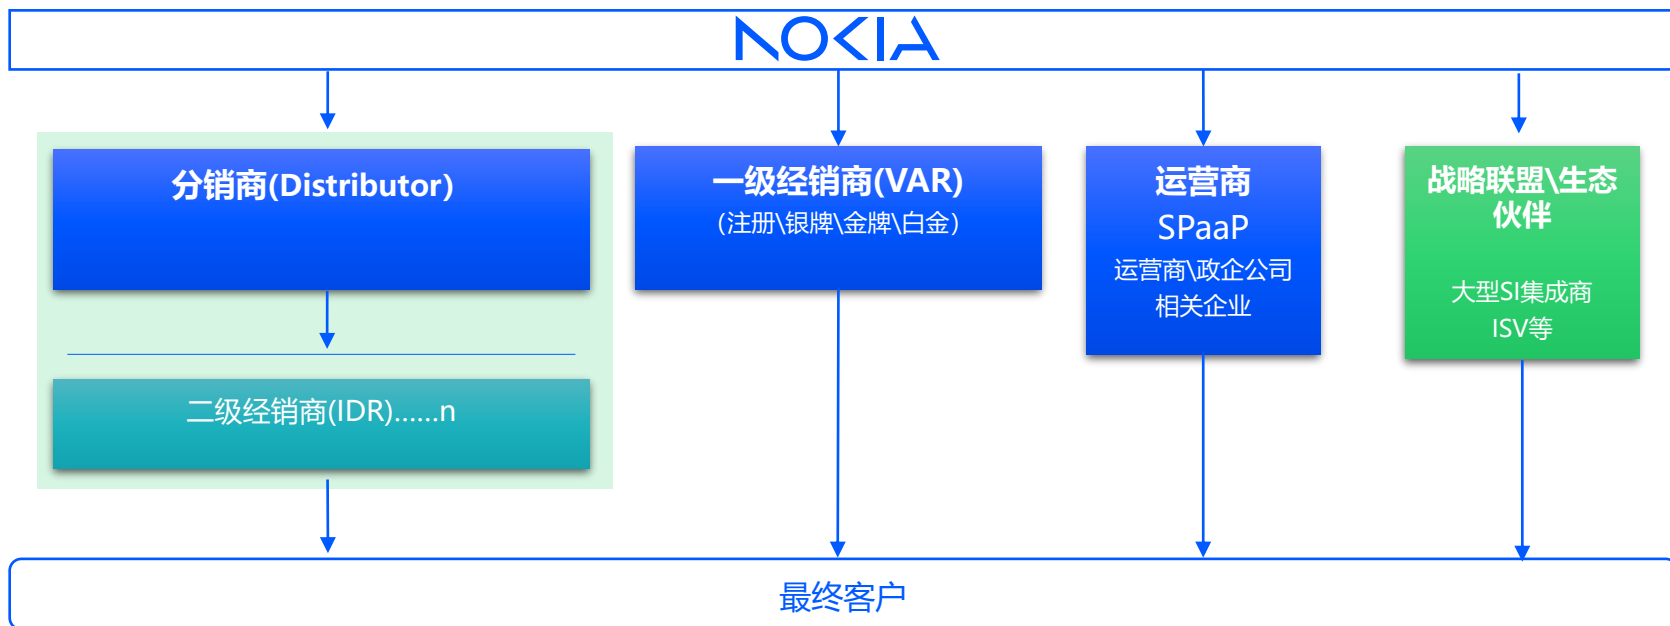 NOKIA
分销商(Distributor)
二级经销商(IDR)......n
一级经销商(VAR)
(注册\银牌\金牌\白金)
运营商
SPaaP
运营商\政企公司
相关企业
战略联盟\生态
伙伴
大型SI集成商
ISV等
最终客户